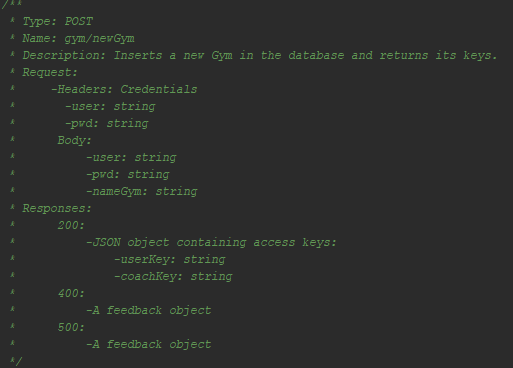 /**
 * Type: POST
 * Name: gym/newGym
 * Description: Inserts a new Gym in the database and returns its keys.
 * Request:
 *     -Headers: Credentials
 *       -user: string
 *       -pwd: string
 *      Body:
 *          -user: string
 *          -pwd: string
 *          -nameGym: string
 * Responses:
 *      200:
 *          -JSON object containing access keys:
 *              -userKey: string
 *              -coachKey: string
 *      400:
 *          -A feedback object
 *      500:
 *          -A feedback object
 */